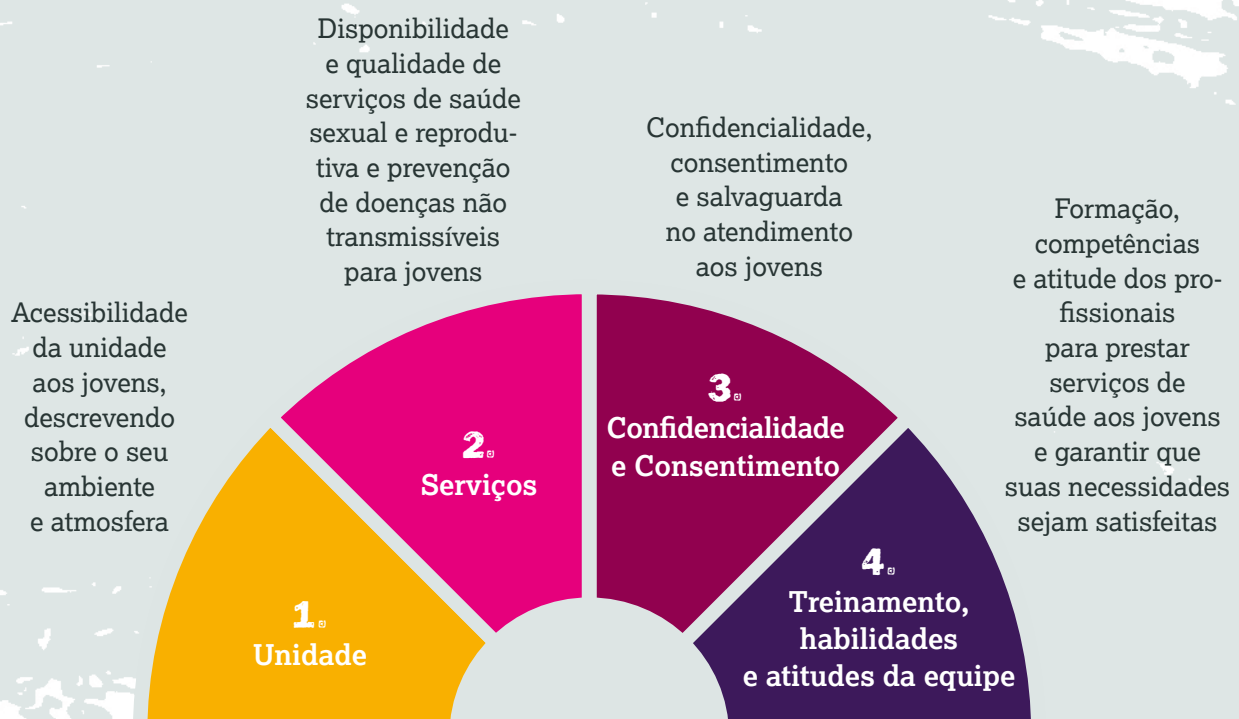 Acessibilidade
da unidade
aos jovens,
descrevendo
sobre o seu
ambiente
e atmosfera
1.
Unidade
Disponibilidade
e qualidade de
serviços de saúde
sexual e reprodu-
tiva e prevenção
de doenças não
transmissíveis
para jovens
2.
Serviços
Confidencialidade,
consentimento
e salvaguarda
no atendimento
aos jovens
3.
Confidencialidade
e Consentimento
Formação,
competências
e atitude dos pro-
fissionais
para prestar
serviços de
saúde aos jovens
e garantir que
suas necessidades
sejam satisfeitas
4.
Treinamento,
habilidades
e atitudes da equipe